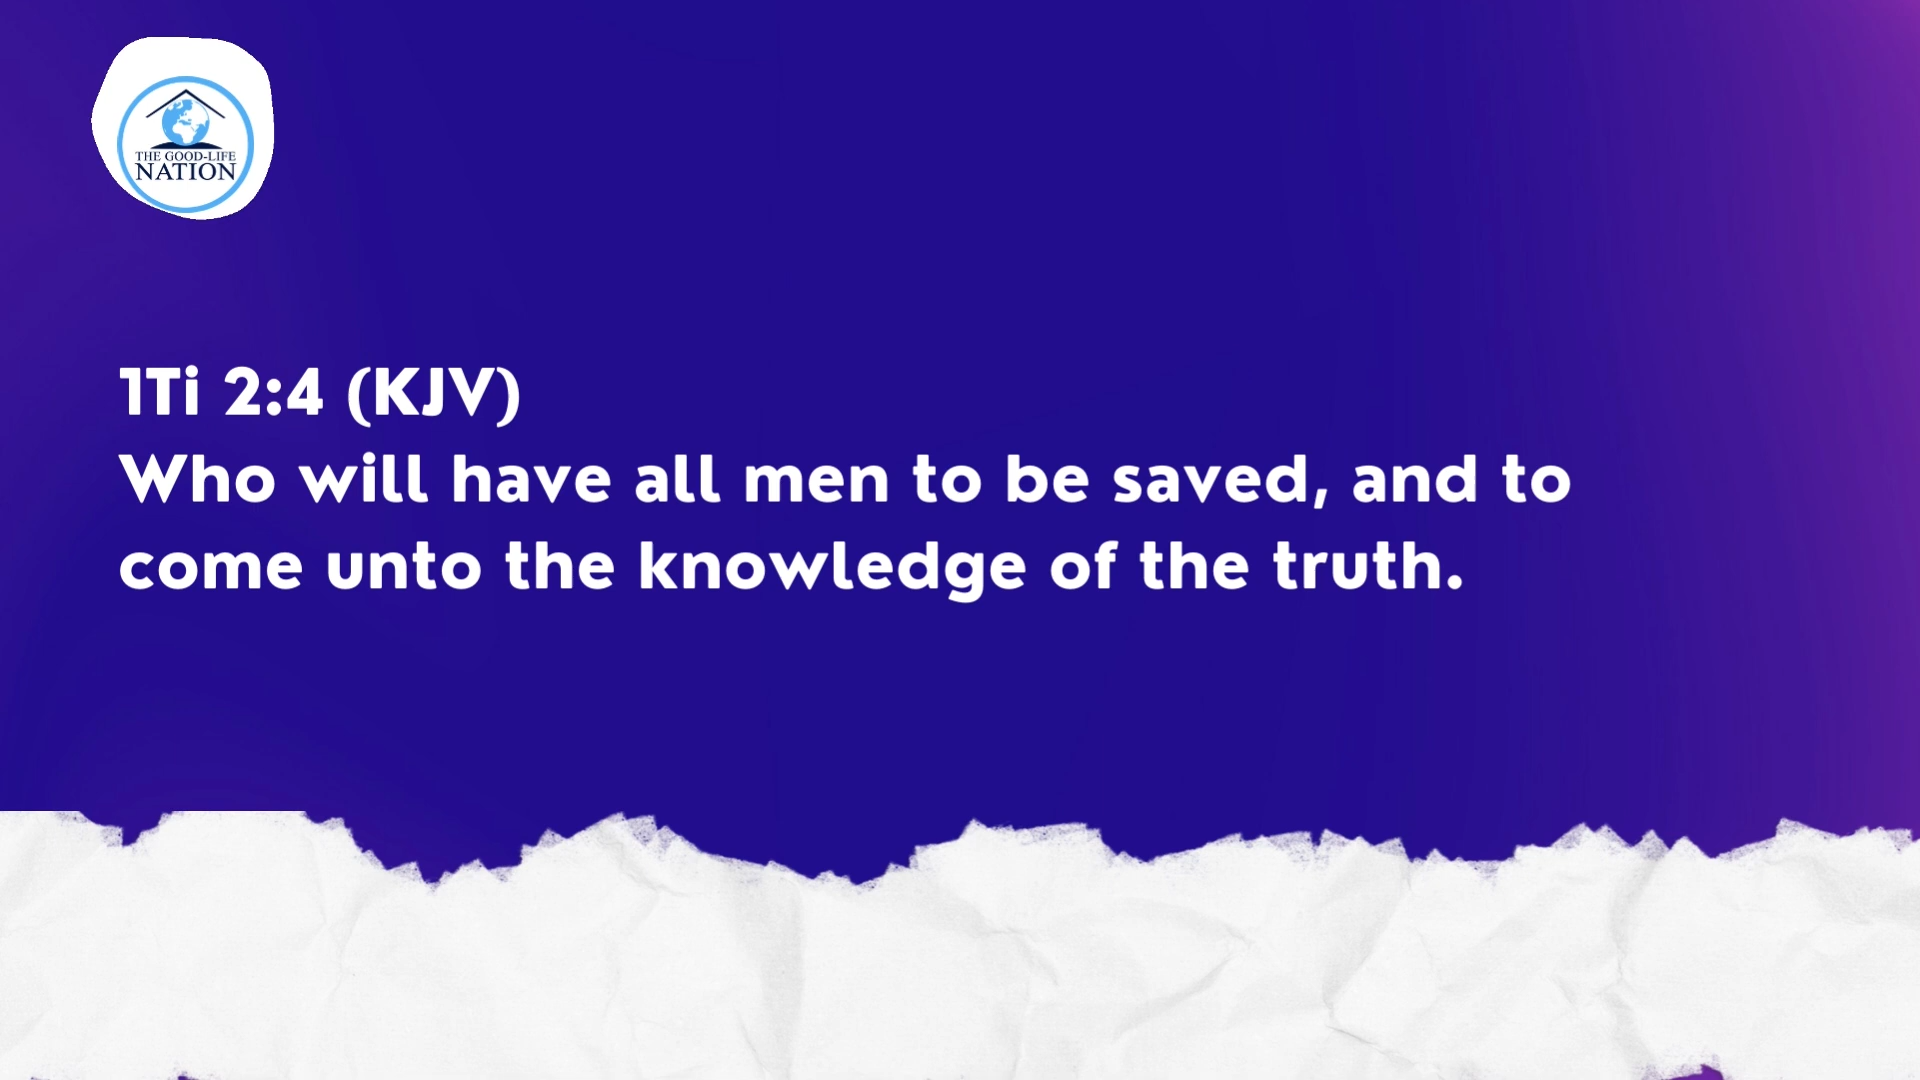 THE GOOD-LIFE
NATION
1Ti 2:4 (KJV)
Who will have all men to be saved, and to
come unto the knowledge of the truth.